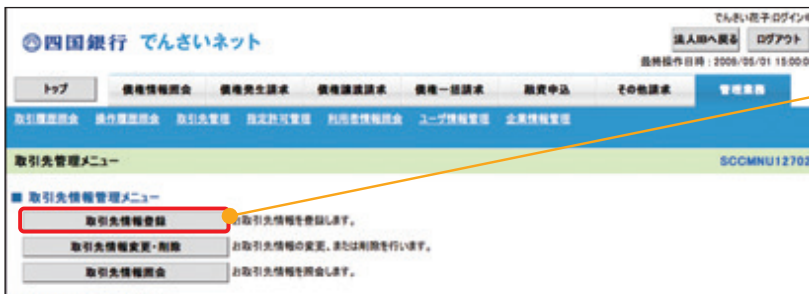 でんさい花子:ログイン中
四国銀行 でんさいネット
法人IBへ戻る ログアウト
最終操作日時:2009/05/01 15:00:0
トップ 債権情報照会 債権発生請求 債権譲渡請求 債権一括請求 融資申込 その他請求 管理業務
取引履歴照会 操作履歴照会 取引先管理 指定許可管理 利用者情報照会 ユーザ情報管理 企業情報管理
取引先管理メニュー SCCMNU12703
■ 取引先情報管理メニュー
取引先情報登録 お取引先情報を登録します。
取引先情報変更・削除 お取引先情報の変更、または削除を行います。
取引先情報照会 お取引先情報を照会します。